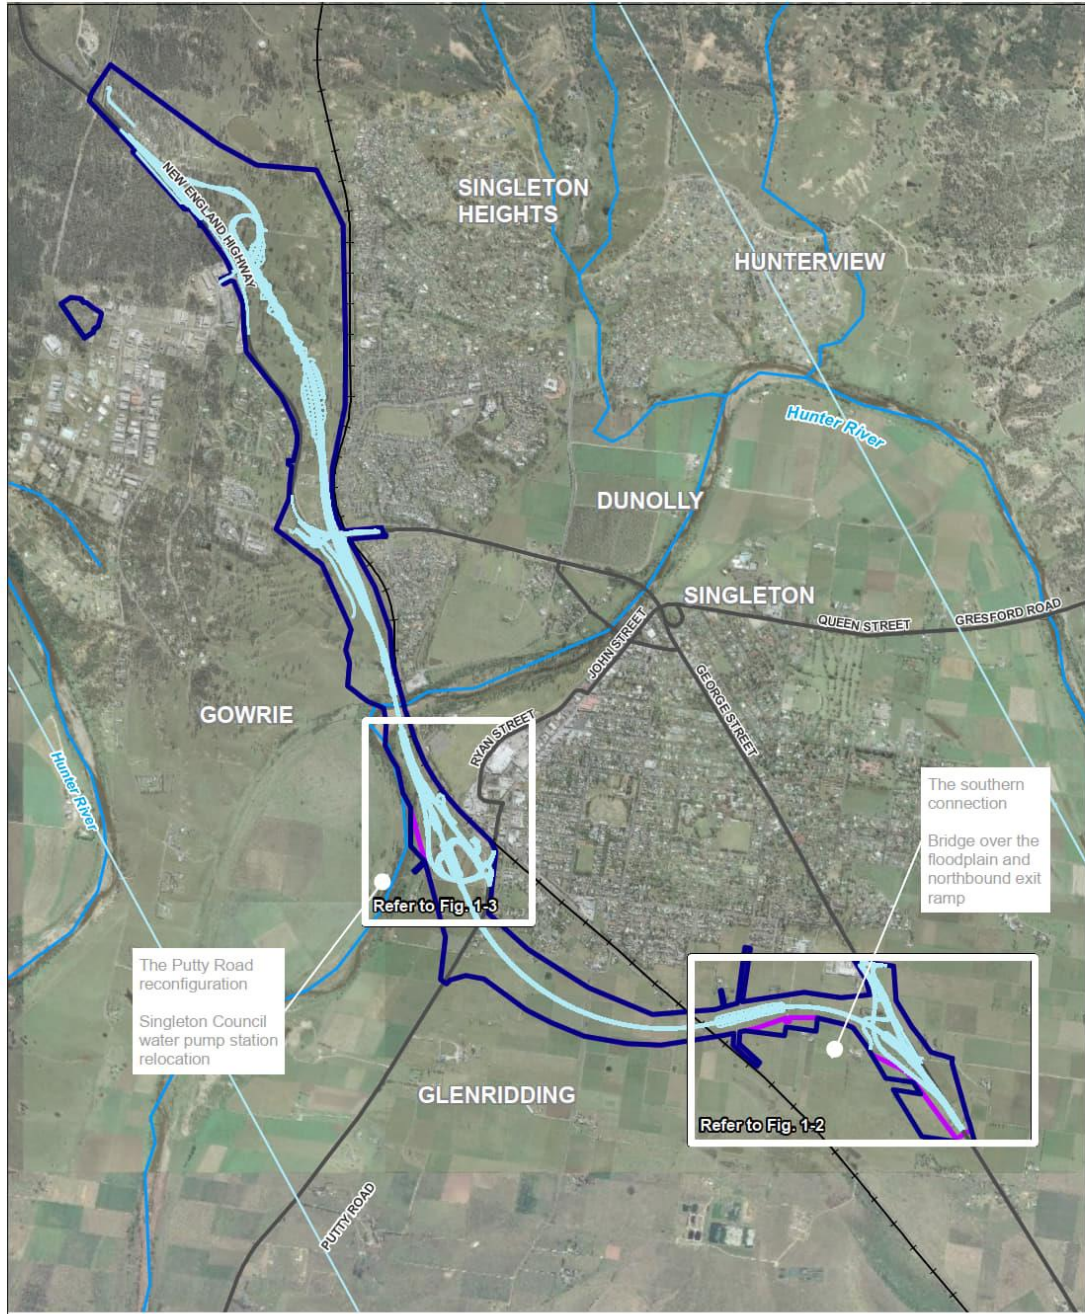 NEW ENGLAND HIGHWAY
SINGLETON
HEIGHTS
HUNTERVIEW
Hunter River
DUNOLLY
SINGLETON
QUEEN STREET
GRESFORD ROAD
JOHN STREET
GEORGE STREET
GOWRIE
RYAN STREET
Hunter River
The southern
connection
Bridge over the
floodplain and
northbound exit
ramp
Refer to Fig. 1-3
The Putty Road
reconfiguration
Singleton Council
water pump station
relocation
GLENRIDDING
Refer to Fig. 1-2
PUTTY ROAD